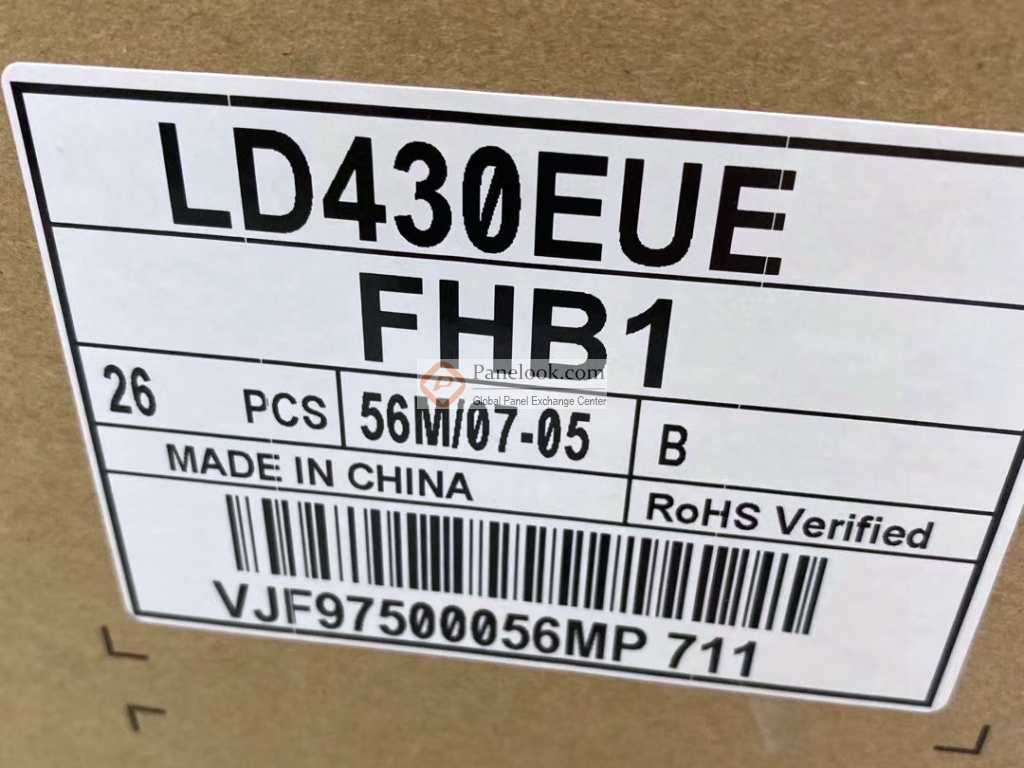 LD430EUE
FHB1
Panelook.com
Global Panel Exchange Center
26 PCS 56M/07-05 B
MADE IN CHINA RoHS Verified
VJF97500056MP 711